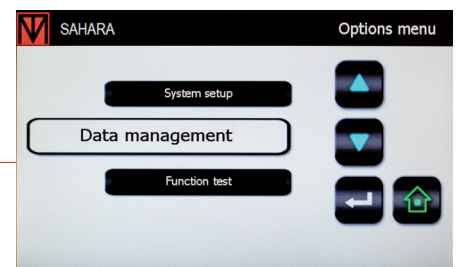 SAHARA
Options menu
System setup
Data management
Function test